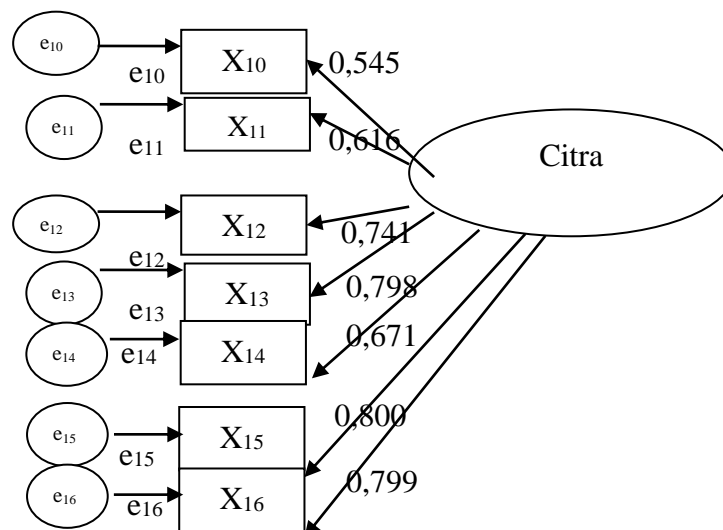 e₁₀ e₁₀ X₁₀ 0,545
e₁₁ e₁₁ X₁₁ 0,616
Citra
e₁₂ e₁₂ X₁₂ 0,741
e₁₃ e₁₃ X₁₃ 0,798
e₁₄ e₁₄ X₁₄ 0,671
e₁₅ e₁₅ X₁₅ 0,800
e₁₆ e₁₆ X₁₆ 0,799